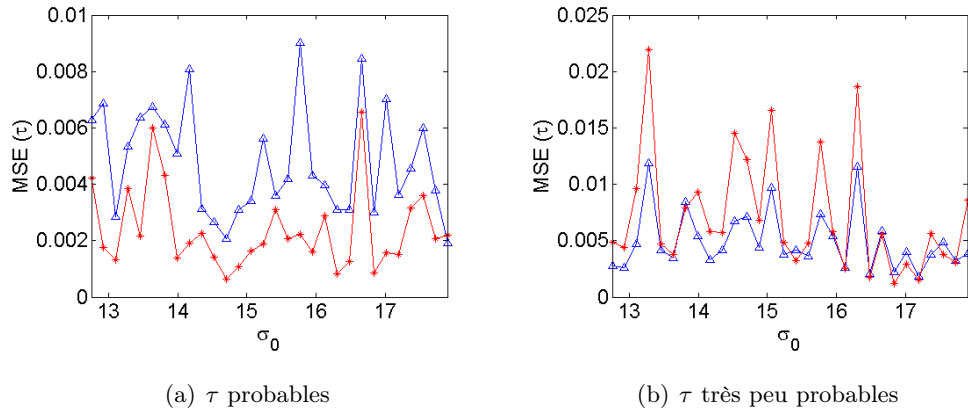 0.01
0.008
0.006
0.004
0.002
0
MSE (τ)
13 14 15 16 17
σ0
(a) τ probables
0.025
0.02
0.015
0.01
0.005
0
MSE (τ)
13 14 15 16 17
σ0
(b) τ très peu probables